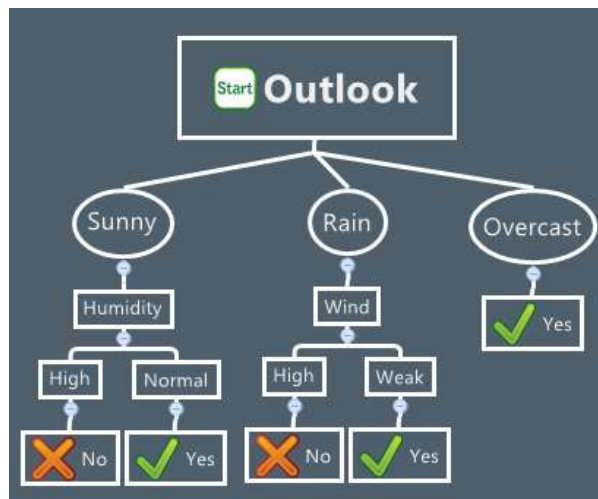 Start Outlook
Sunny Rain Overcast
Humidity Wind Yes
High Normal High Weak
No Yes No Yes